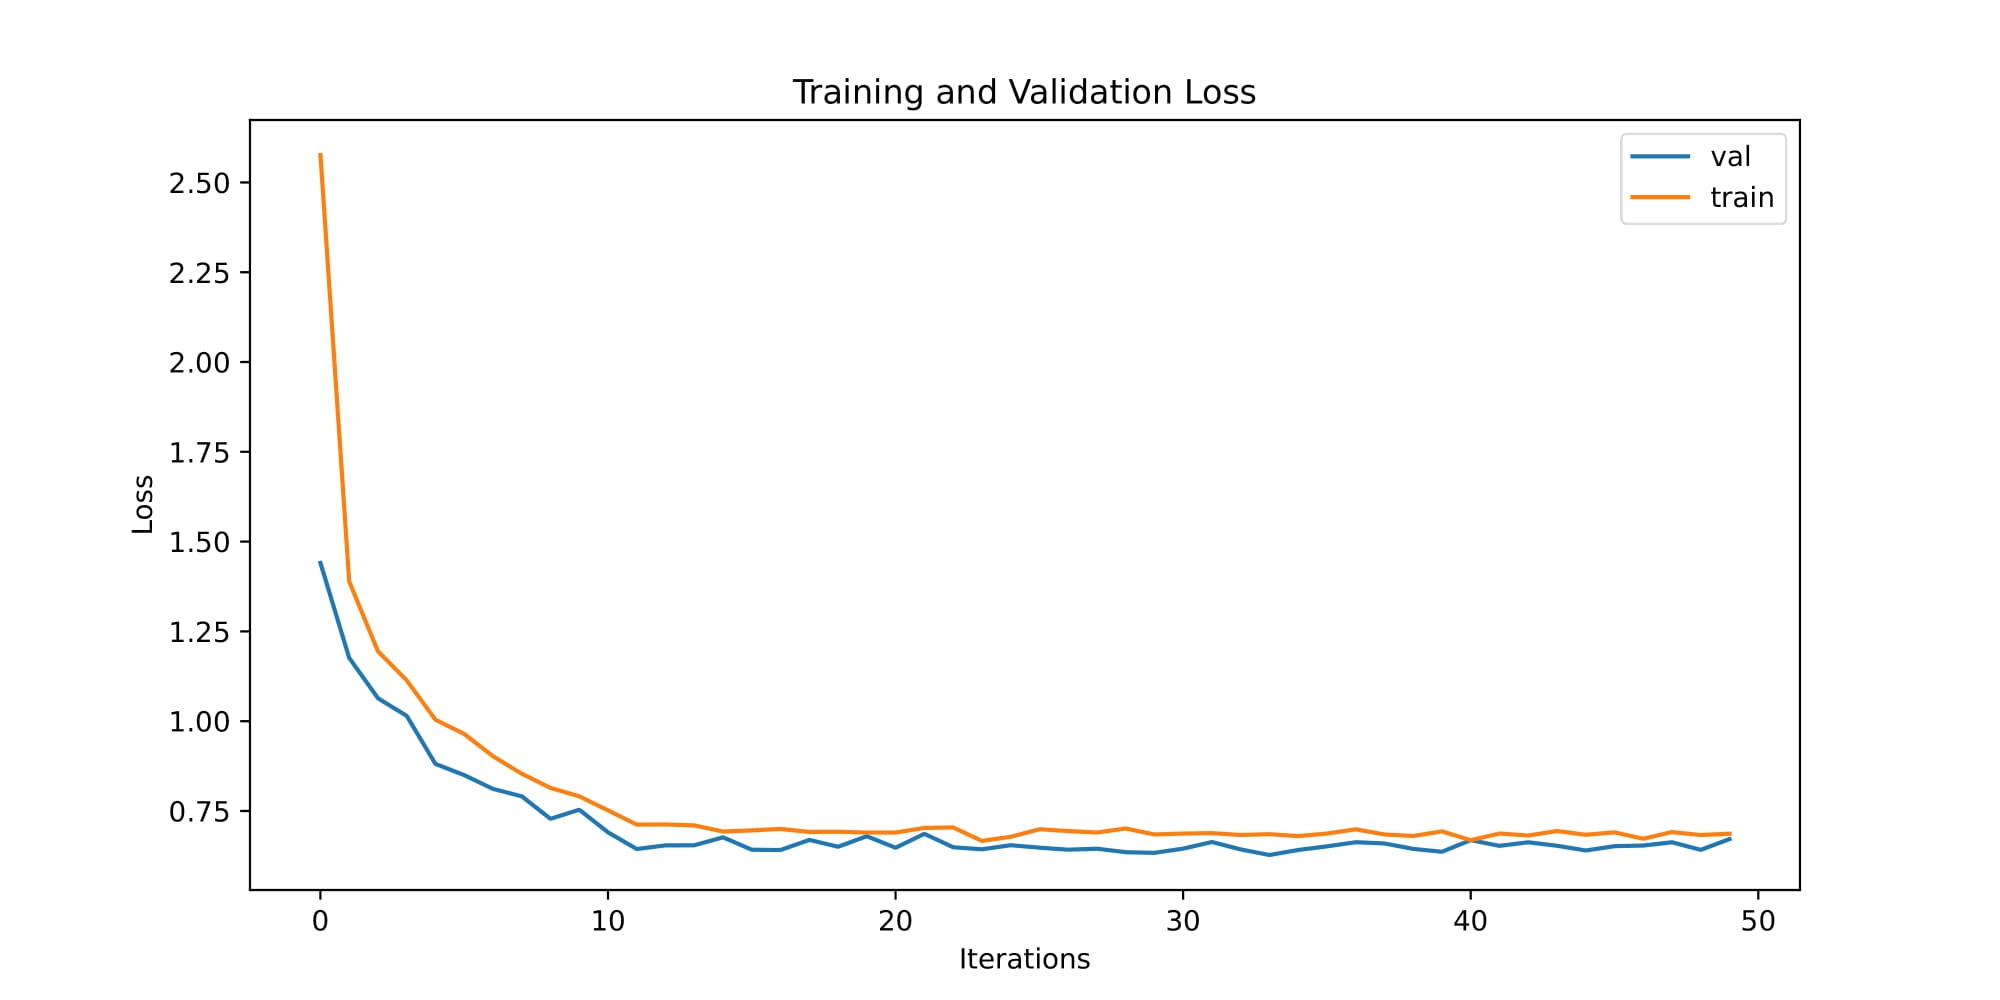 Training and Validation Loss
val
train
2.50
2.25
2.00
1.75
1.50
1.25
1.00
0.75
Loss
0 10 20 30 40 50
Iterations